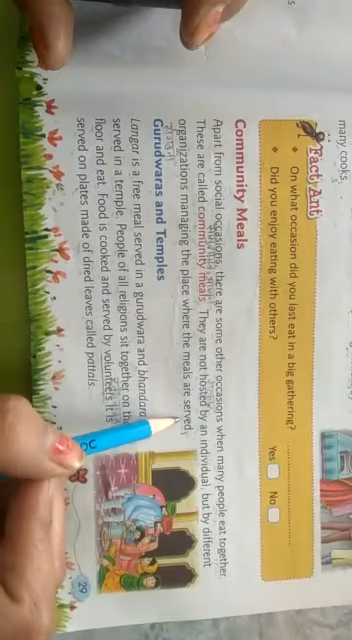 many cooks.
Fact Ant
On what occasion did you last eat in a big gathering?
Did you enjoy eating with others? Yes No
Community Meals
Apart from social occasions, there are some other occasions when many people eat together.
These are called community meals. They are not hosted by an individual, but by different
organizations managing the place where the meals are served.
Gurudwaras and Temples
Langar is a free meal served in a gurudwara and bhandara
served in a temple. People of all religions sit together on the
floor and eat. Food is cooked and served by volunteers. It is
served on plates made of dried leaves called pattals.
29